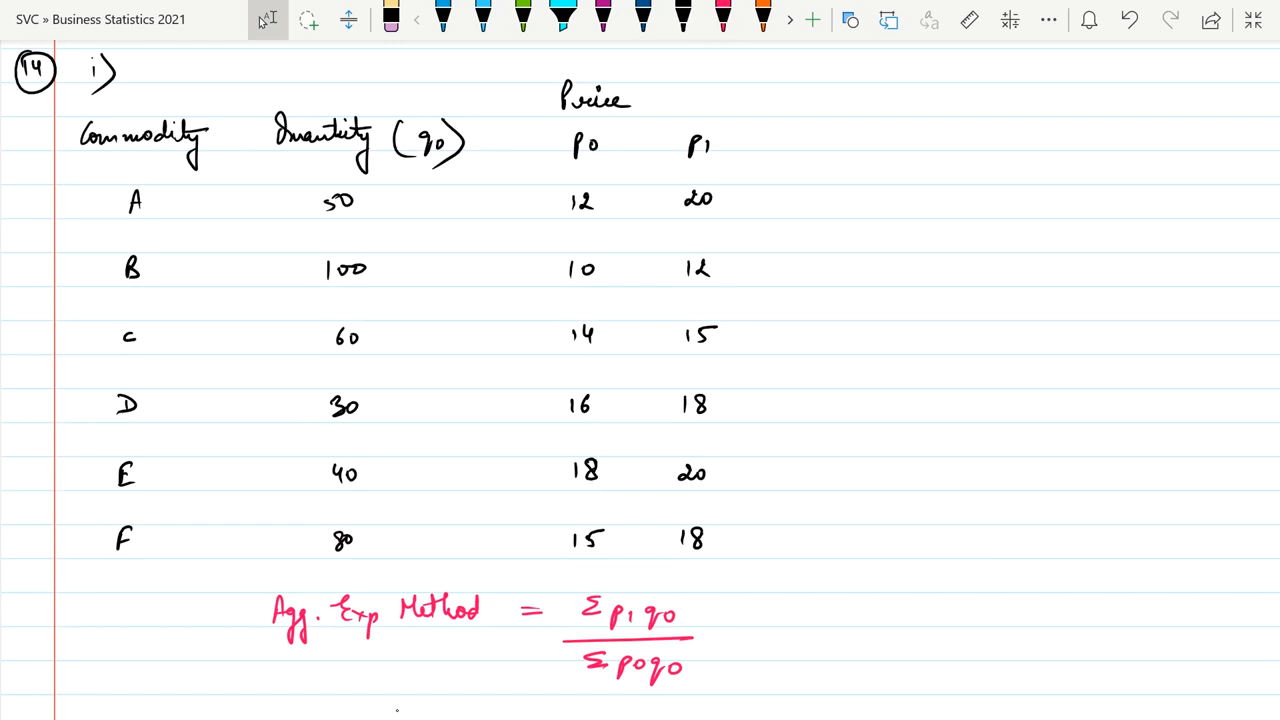 SVC » Business Statistics 2021
14 i)
Price
Commodity Quantity (q0) p0 p1
A 50 12 20
B 100 10 12
C 60 14 15
D 30 16 18
E 40 18 20
F 80 15 18
Agg. Exp Method = Σp1q0
Σp0q0